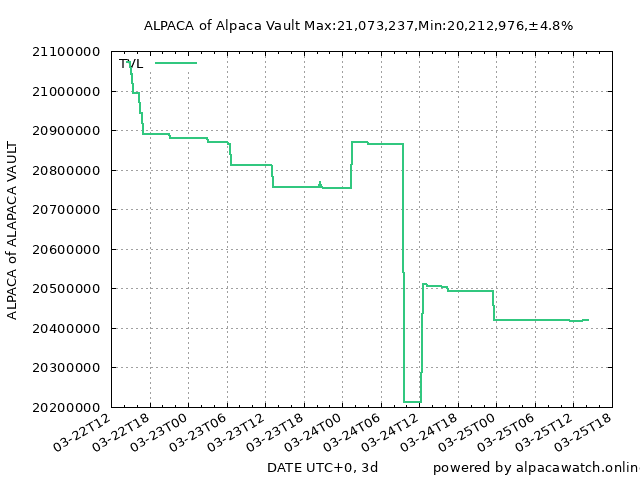 ALPACA of Alpaca Vault Max:21,073,237,Min:20,212,976,±4.8%
TVL
21100000
21000000
20900000
20800000
20700000
20600000
20500000
20400000
20300000
20200000
ALPACA of ALAPACA VAULT
03-22T12
03-22T18
03-23T00
03-23T06
03-23T12
03-23T18
03-24T00
03-24T06
03-24T12
03-24T18
03-25T00
03-25T06
03-25T12
03-25T18
DATE UTC+0, 3d
powered by alpacawatch.onlin